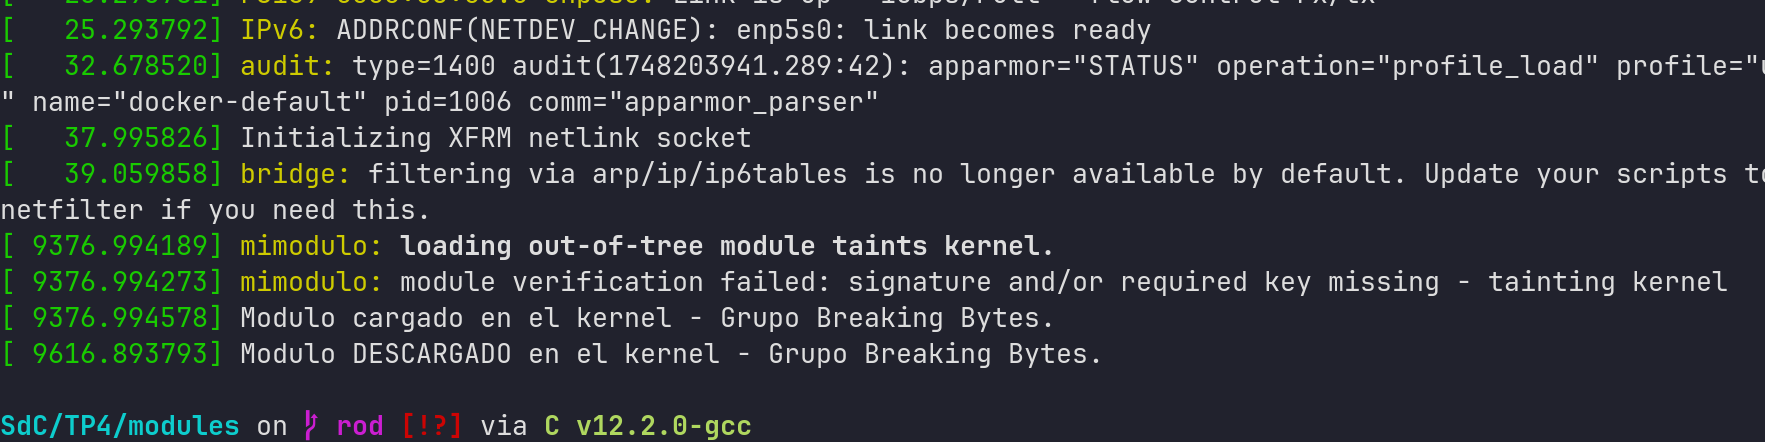 [   25.293792] IPv6: ADDRCONF(NETDEV_CHANGE): enp5s0: link becomes ready
[   32.678520] audit: type=1400 audit(1748203941.289:42): apparmor="STATUS" operation="profile_load" profile="
" name="docker-default" pid=1006 comm="apparmor_parser"
[   37.995826] Initializing XFRM netlink socket
[   39.059858] bridge: filtering via arp/ip/ip6tables is no longer available by default. Update your scripts to
netfilter if you need this.
[ 9376.994189] mimodulo: loading out-of-tree module taints kernel.
[ 9376.994273] mimodulo: module verification failed: signature and/or required key missing - tainting kernel
[ 9376.994578] Modulo cargado en el kernel - Grupo Breaking Bytes.
[ 9616.893793] Modulo DESCARGADO en el kernel - Grupo Breaking Bytes.
SdC/TP4/modules on rod [!?] via C v12.2.0-gcc